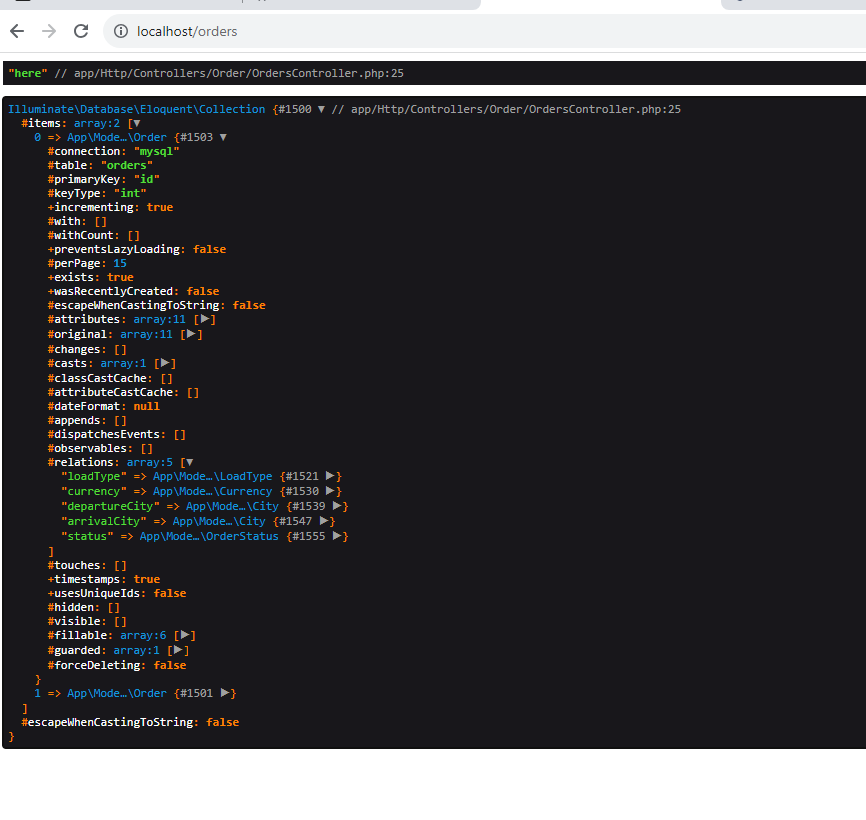 localhost/orders
"here" // app/Http/Controllers/Order/OrdersController.php:25
Illuminate\Database\Eloquent\Collection {#1500 ▼ // app/Http/Controllers/Order/OrdersController.php:25
#items: array:2 [▼
0 => App\Mode…\Order {#1503 ▼
#connection: "mysql"
#table: "orders"
#primaryKey: "id"
#keyType: "int"
+incrementing: true
#with: []
#withCount: []
+preventsLazyLoading: false
#perPage: 15
+exists: true
+wasRecentlyCreated: false
#escapeWhenCastingToString: false
#attributes: array:11 [▶]
#original: array:11 [▶]
#changes: []
#casts: array:1 [▶]
#classCastCache: []
#attributeCastCache: []
#dateFormat: null
#appends: []
#dispatchesEvents: []
#observables: []
#relations: array:5 [▼
"loadType" => App\Mode…\LoadType {#1521 ▶}
"currency" => App\Mode…\Currency {#1530 ▶}
"departureCity" => App\Mode…\City {#1539 ▶}
"arrivalCity" => App\Mode…\City {#1547 ▶}
"status" => App\Mode…\OrderStatus {#1555 ▶}
]
#touches: []
+timestamps: true
+usesUniqueIds: false
#hidden: []
#visible: []
#fillable: array:6 [▶]
#guarded: array:1 [▶]
#forceDeleting: false
}
1 => App\Mode…\Order {#1501 ▶}
]
#escapeWhenCastingToString: false
}